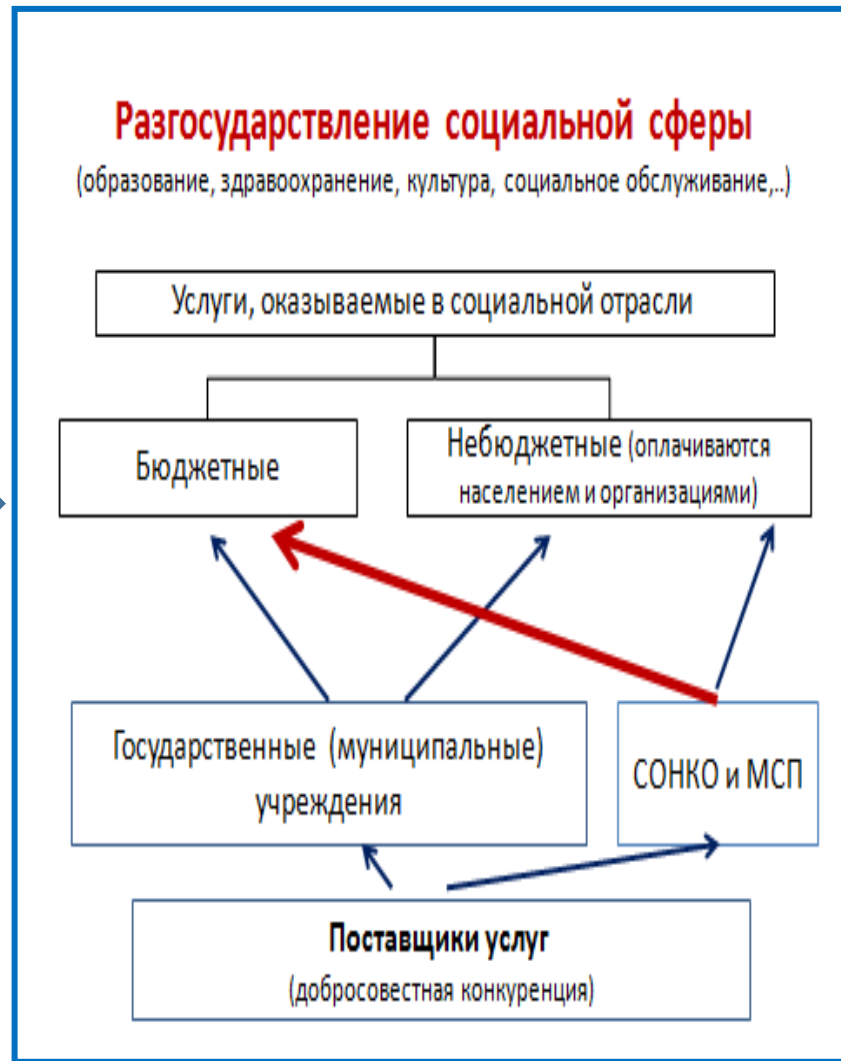 Разгосударствление социальной сферы
(образование, здравоохранение, культура, социальное обслуживание,..)
Услуги, оказываемые в социальной отрасли
Бюджетные
Небюджетные (оплачиваются
населением и организациями)
Государственные (муниципальные)
учреждения
СОНКО и МСП
Поставщики услуг
(добросовестная конкуренция)